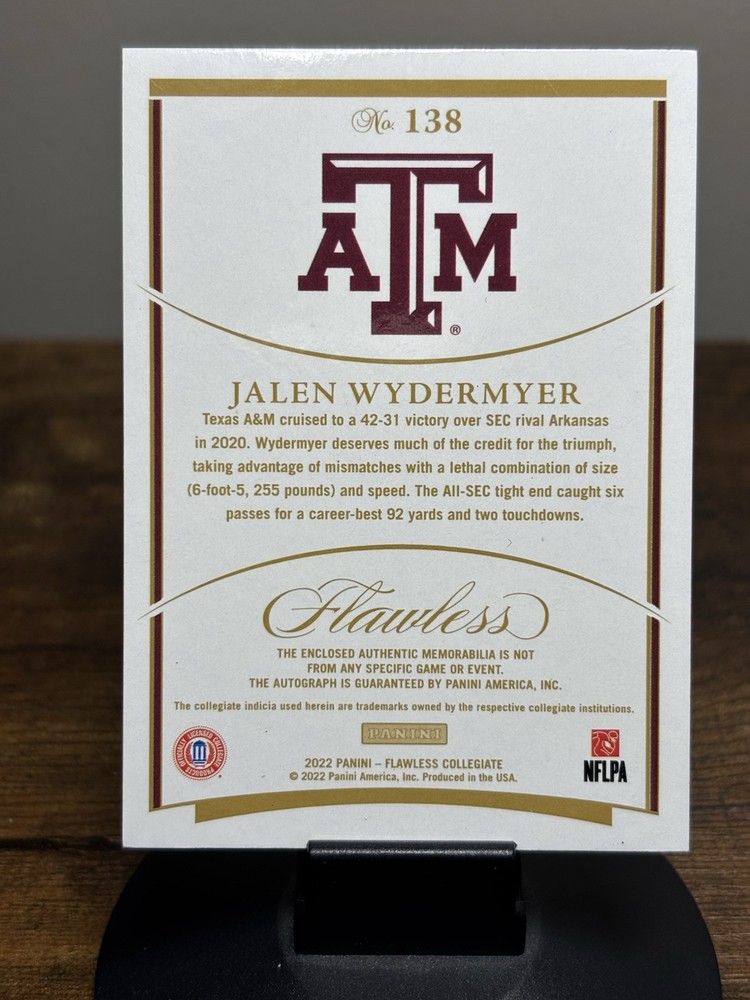 No. 138
ATM
®
JALEN WYDERMYER
Texas A&M cruised to a 42-31 victory over SEC rival Arkansas
in 2020. Wydermyer deserves much of the credit for the triumph,
taking advantage of mismatches with a lethal combination of size
(6-foot-5, 255 pounds) and speed. The All-SEC tight end caught six
passes for a career-best 92 yards and two touchdowns.
Flawless
THE ENCLOSED AUTHENTIC MEMORABILIA IS NOT
FROM ANY SPECIFIC GAME OR EVENT.
THE AUTOGRAPH IS GUARANTEED BY PANINI AMERICA, INC.
The collegiate indicia used herein are trademarks owned by the respective collegiate institutions.
PANINI
OFFICIALLY LICENSED COLLEGIATE PRODUCTS
NFLPA
2022 PANINI – FLAWLESS COLLEGIATE
© 2022 Panini America, Inc. Produced in the USA.